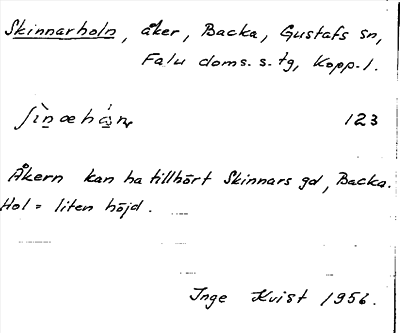 Skinnarholn, åker, Backa, Gustafs sn,
Falu doms. s. tg, Kopp. l.
123
Åkern kan ha tillhört Skinnars gd, Backa.
Hol = liten höjd.
Inge Kvist 1956.